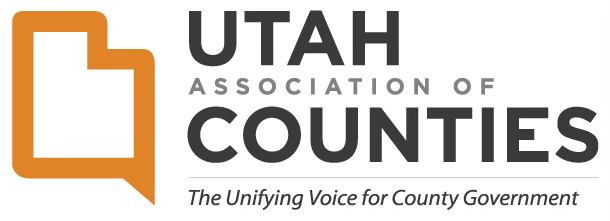 UTAH
ASSOCIATION OF
COUNTIES
The Unifying Voice for County Government